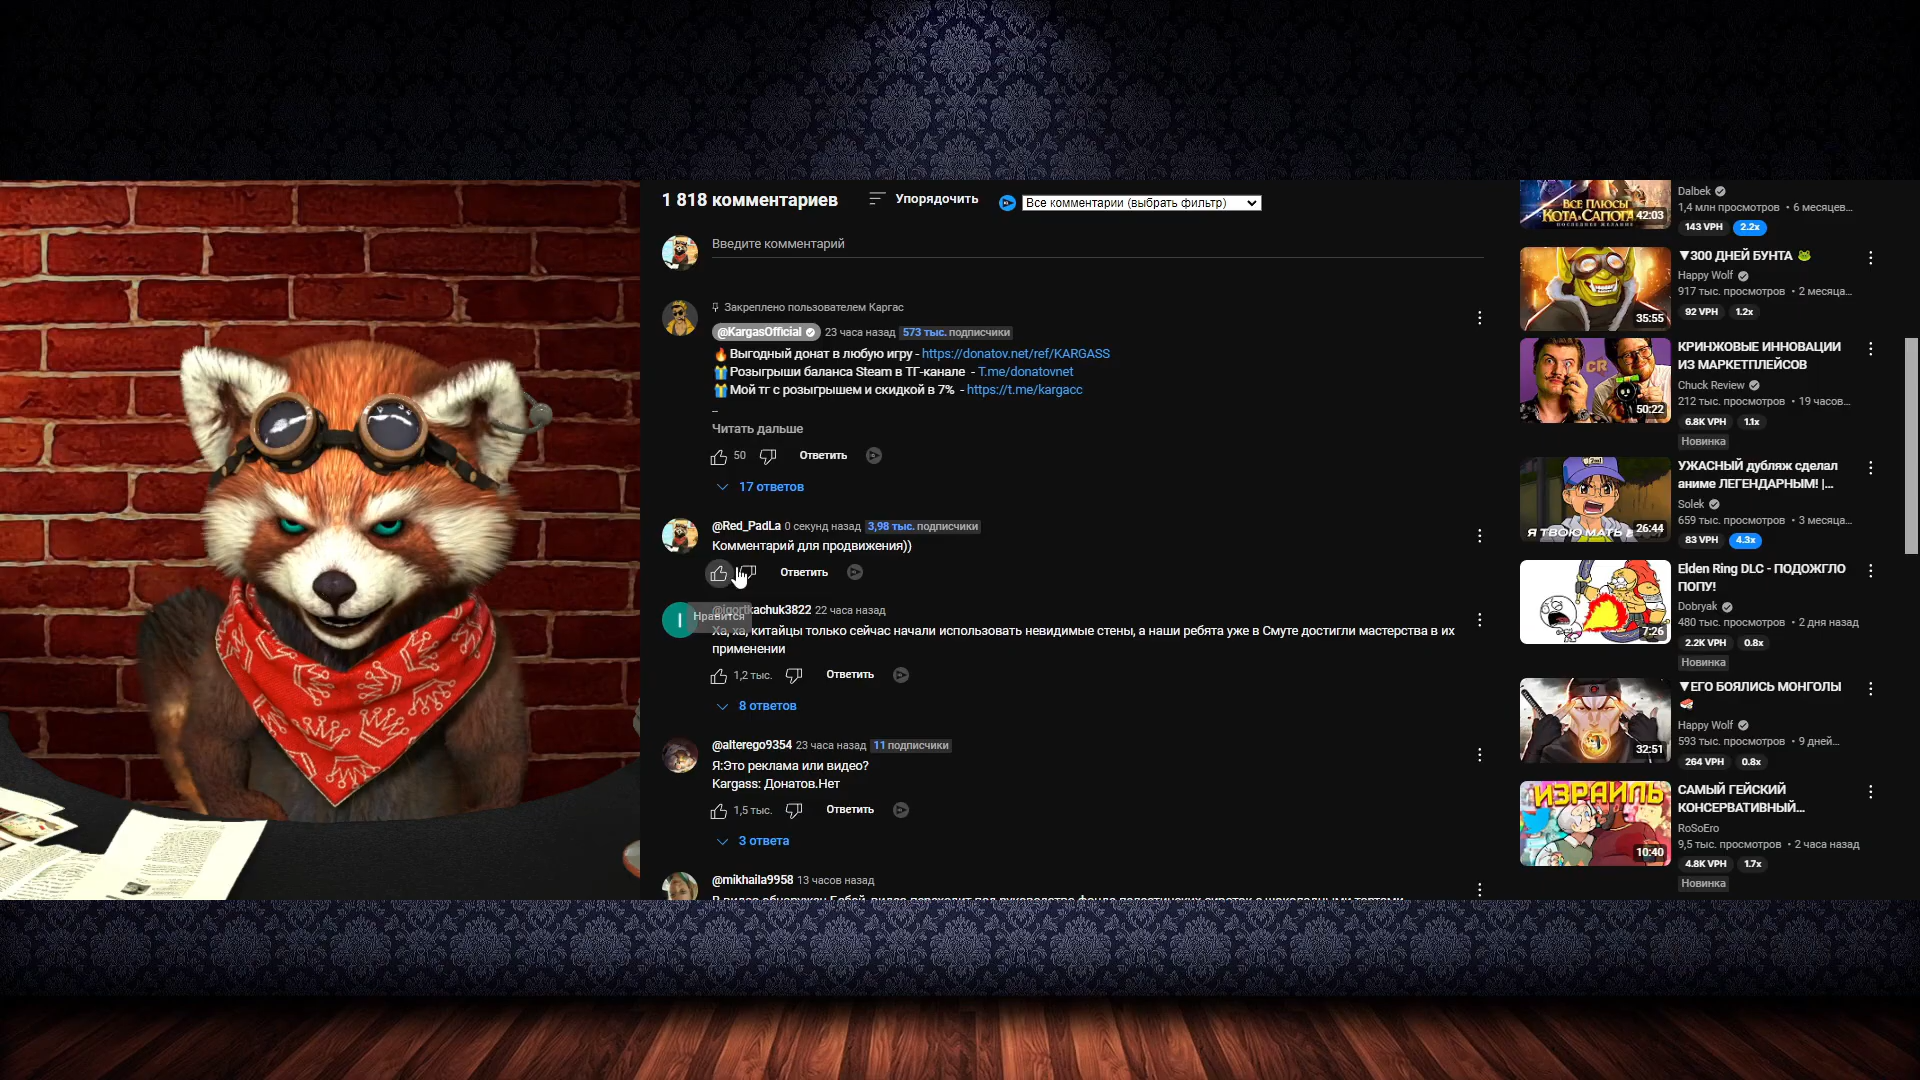 1 818 комментариев
Упорядочить
Все комментарии (выбрать фильтр)
Введите комментарий
Закреплено пользователем Каргас
@KargasOfficial 23 часа назад 573 тыс. подписчики
Выгодный донат в любую игру - https://donatov.net/ref/KARGASS
Розыгрыши баланса Steam в ТГ-канале - T.me/donatovnet
Мой тг с розыгрышем и скидкой в 7% - https://t.me/kargacc
_
Читать дальше
50 Ответить
17 ответов
@Red_PadLa 0 секунд назад 3,98 тыс. подписчики
Комментарий для продвижения))
Ответить
@igortkachuk3822 22 часа назад
Нравится
Ха, ха, китайцы только сейчас начали использовать невидимые стены, а наши ребята уже в Смуте достигли мастерства в их
применении
1,2 тыс. Ответить
8 ответов
@alterego9354 23 часа назад 11 подписчики
Я:Это реклама или видео?
Kargass: Донатов.Нет
1,5 тыс. Ответить
3 ответа
@mikhaila9958 13 часов назад
ВСЕ ПЛЮСЫ
КОТА В САПОГА
ПОСЛЕДНЕЕ ЖЕЛАНИЕ
42:03
Dalbek
1,4 млн просмотров • 6 месяцев...
143 VPH 2.2x
35:55
▼300 ДНЕЙ БУНТА
Happy Wolf
917 тыс. просмотров • 2 месяца...
92 VPH 1.2x
CR
50:22
КРИНЖОВЫЕ ИННОВАЦИИ
ИЗ МАРКЕТПЛЕЙСОВ
Chuck Review
212 тыс. просмотров • 19 часов...
6.8K VPH 1.1x
Новинка
Я ТВОЮ МАТЬ
26:44
УЖАСНЫЙ дубляж сделал
аниме ЛЕГЕНДАРНЫМ! |...
Solek
659 тыс. просмотров • 3 месяца...
83 VPH 4.3x
7:26
Elden Ring DLC - ПОДОЖГЛО
ПОПУ!
Dobryak
480 тыс. просмотров • 2 дня назад
2.2K VPH 0.8x
Новинка
32:51
▼ЕГО БОЯЛИСЬ МОНГОЛЫ
Happy Wolf
593 тыс. просмотров • 9 дней...
264 VPH 0.8x
ИЗРАИЛЬ
10:40
САМЫЙ ГЕЙСКИЙ
КОНСЕРВАТИВНЫЙ...
RoSoEro
9,5 тыс. просмотров • 2 часа назад
4.8K VPH 1.7x
Новинка